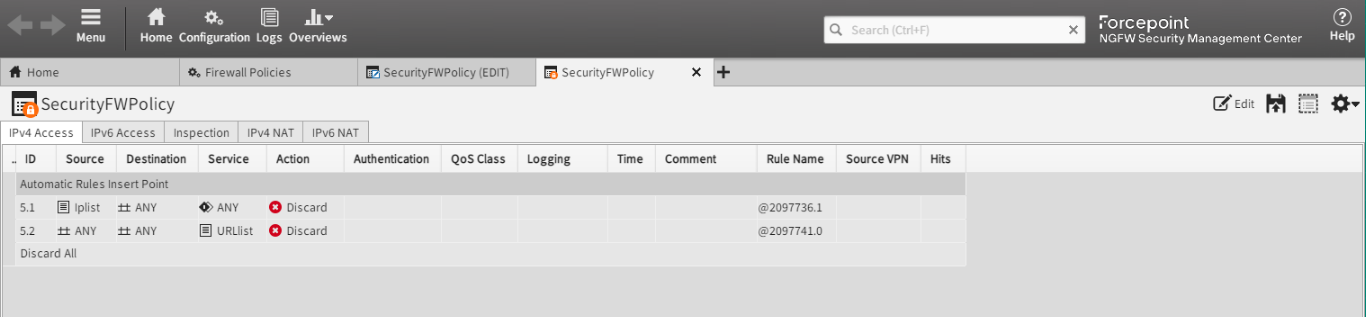 Menu Home Configuration Logs Overviews Search (Ctrl+F) Forcepoint NGFW Security Management Center Help
Home Firewall Policies SecurityFWPolicy (EDIT) SecurityFWPolicy
SecurityFWPolicy Edit
IPv4 Access IPv6 Access Inspection IPv4 NAT IPv6 NAT
.. ID Source Destination Service Action Authentication QoS Class Logging Time Comment Rule Name Source VPN Hits
Automatic Rules Insert Point
5.1 Iplist ANY ANY Discard @2097736.1
5.2 ANY ANY URLlist Discard @2097741.0
Discard All